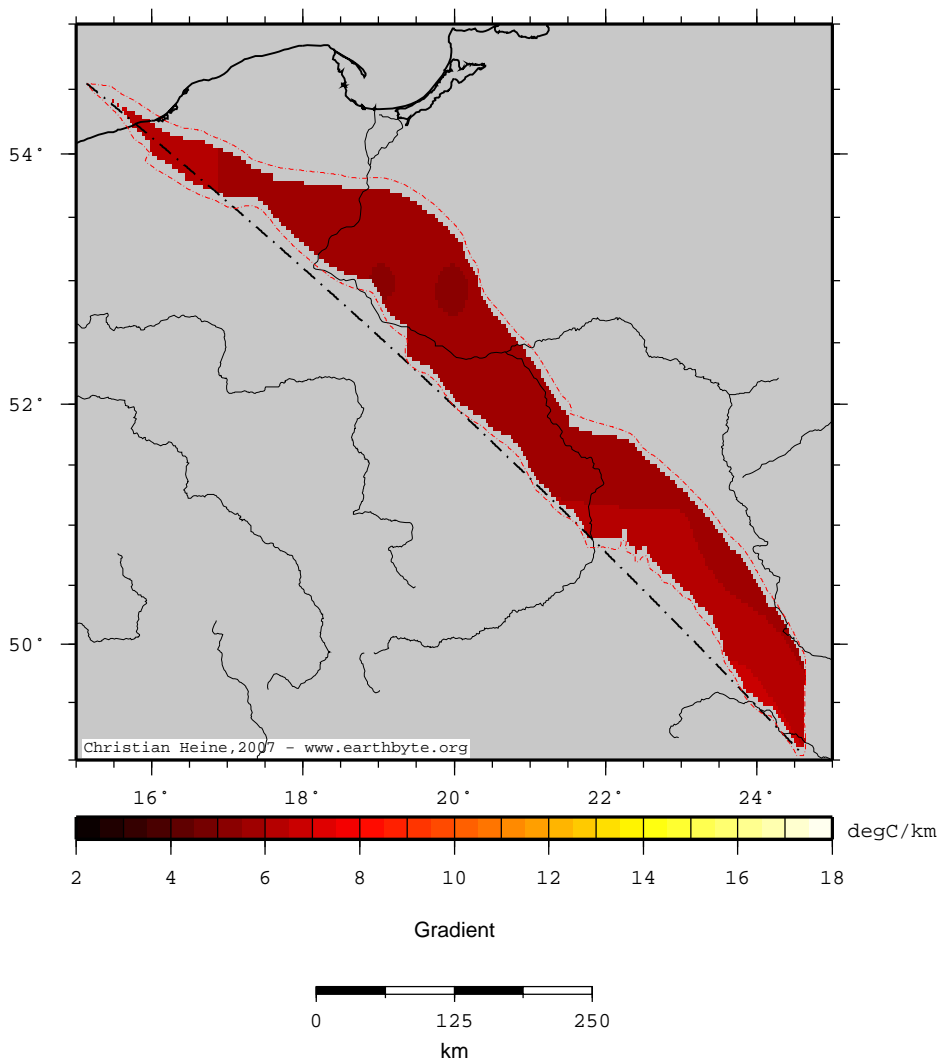 54°
52°
50°
Christian Heine,2007 - www.earthbyte.org
16° 18° 20° 22° 24°
degC/km
2 4 6 8 10 12 14 16 18
Gradient
0 125 250
km